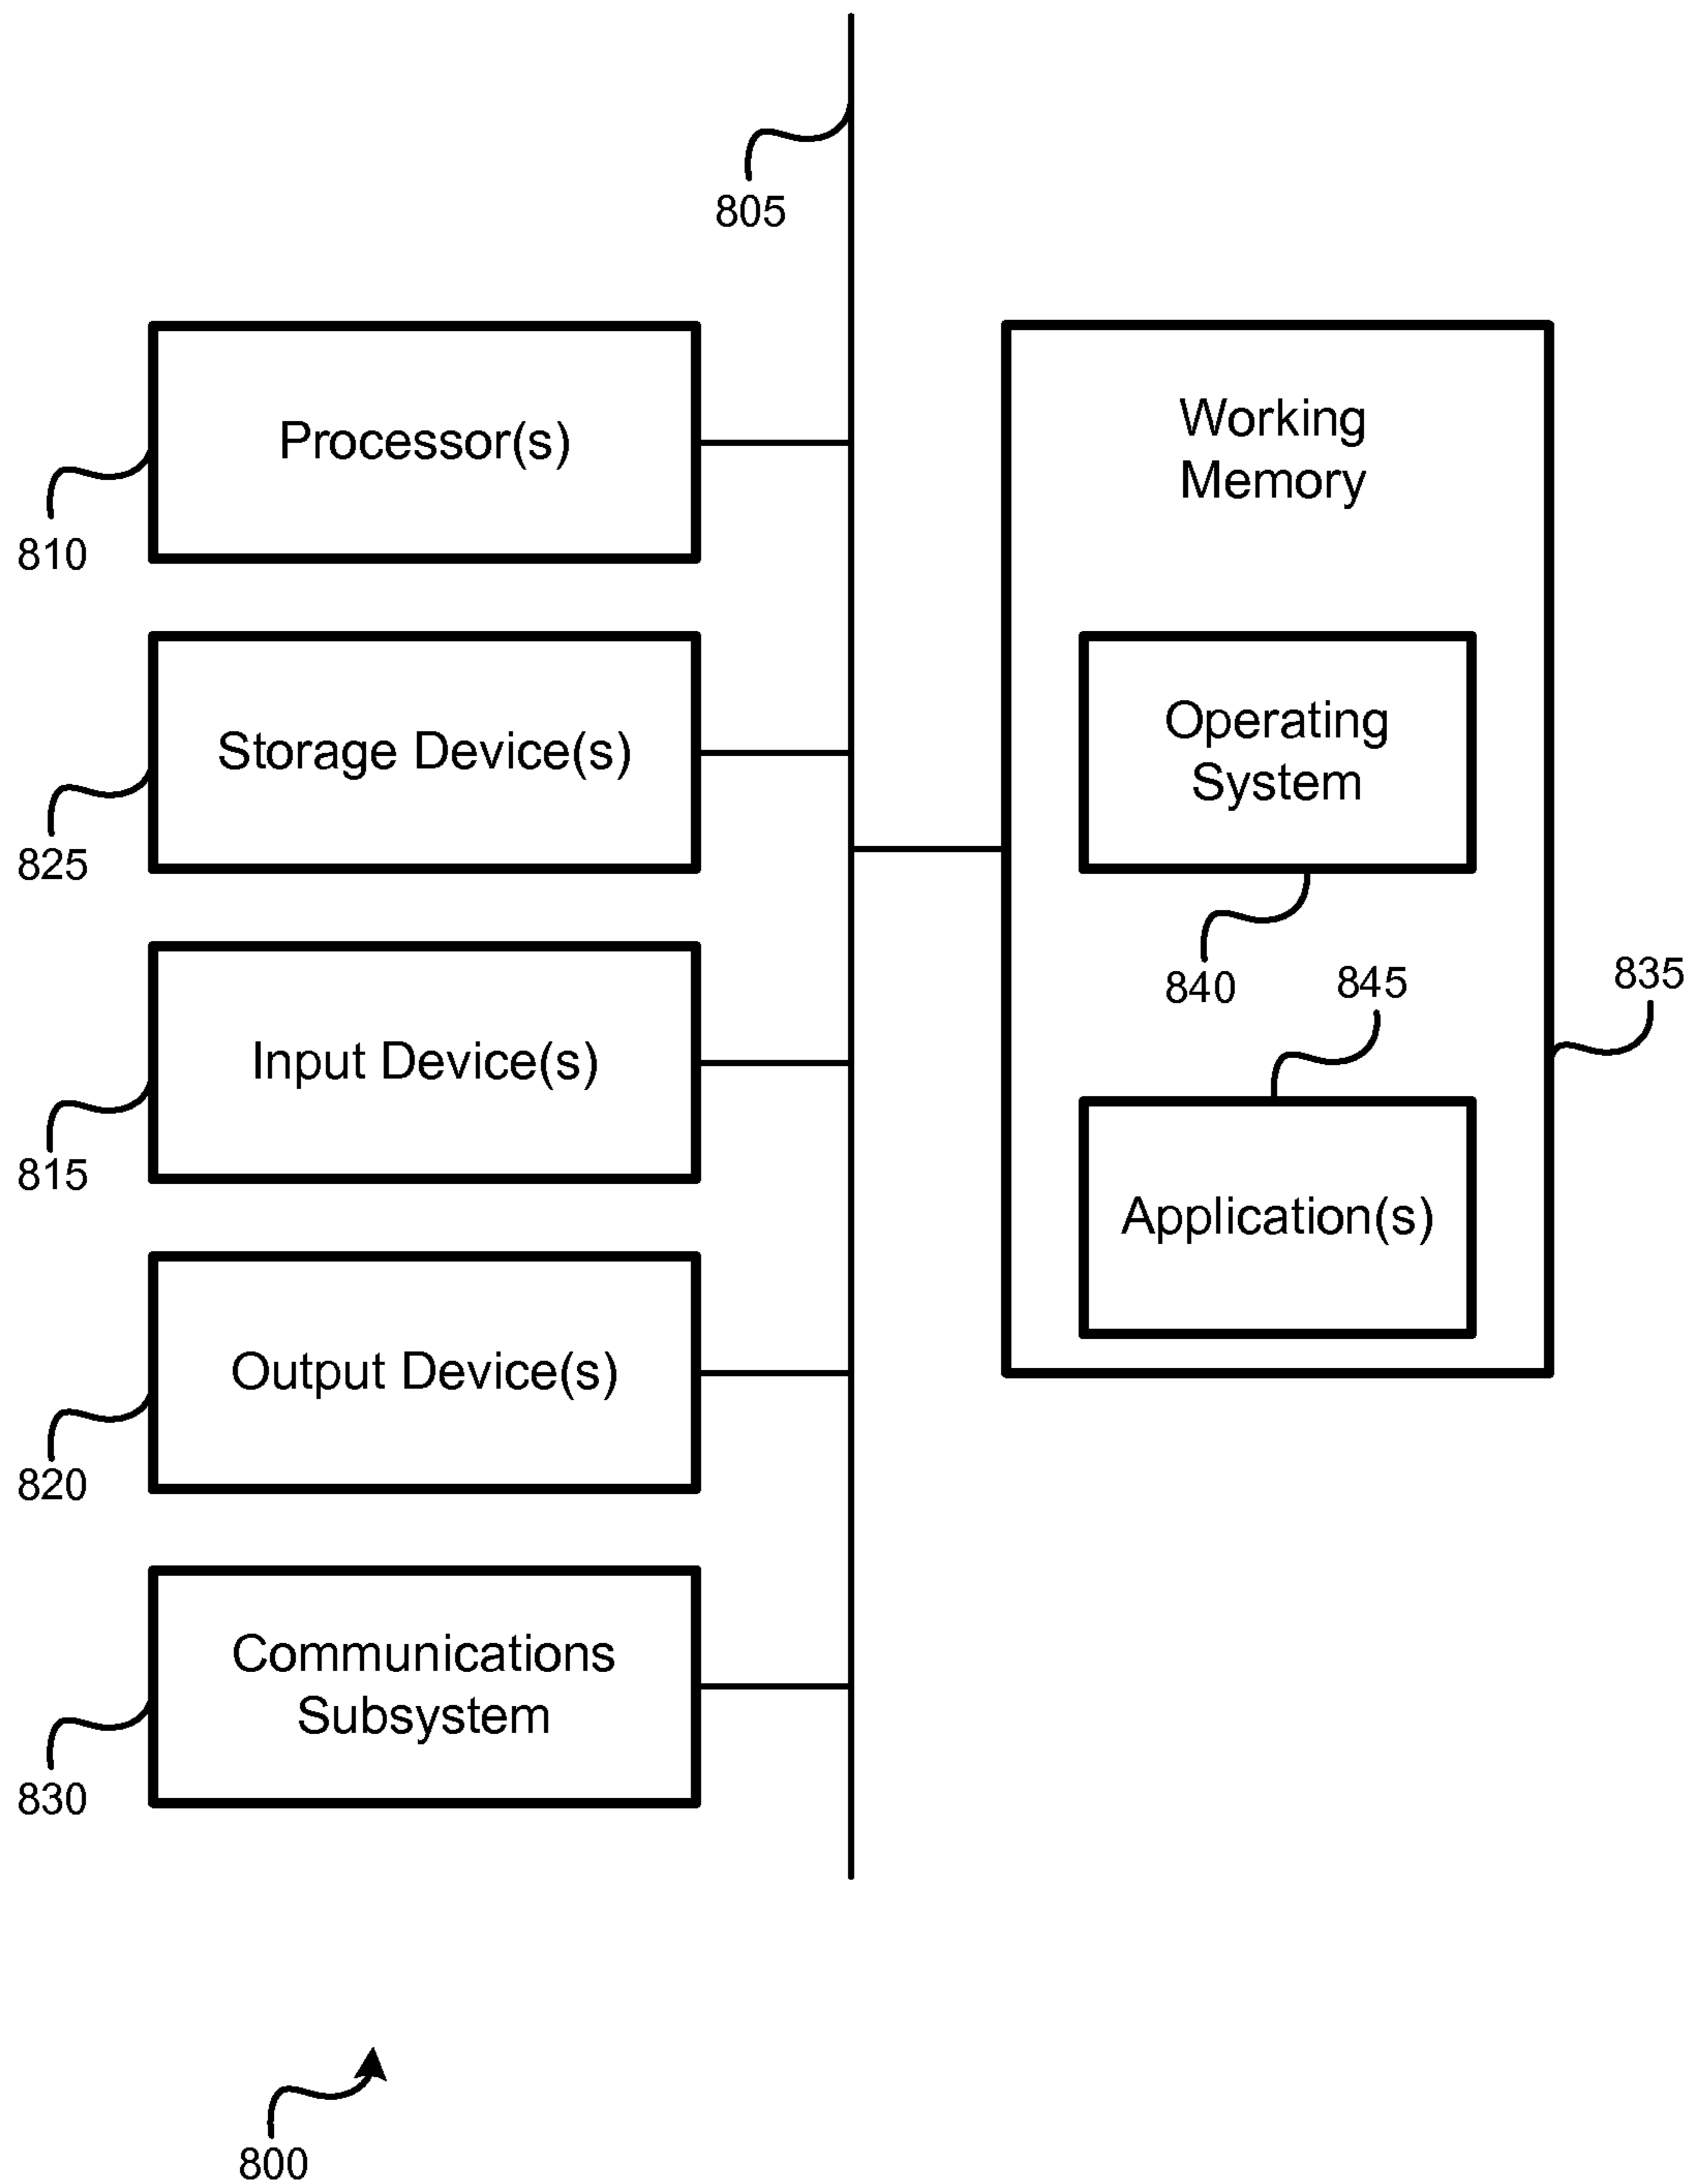 805
Processor(s)
810
Storage Device(s)
825
Input Device(s)
815
Output Device(s)
820
Communications
Subsystem
830
Working
Memory
Operating
System
840
845
835
Application(s)
800